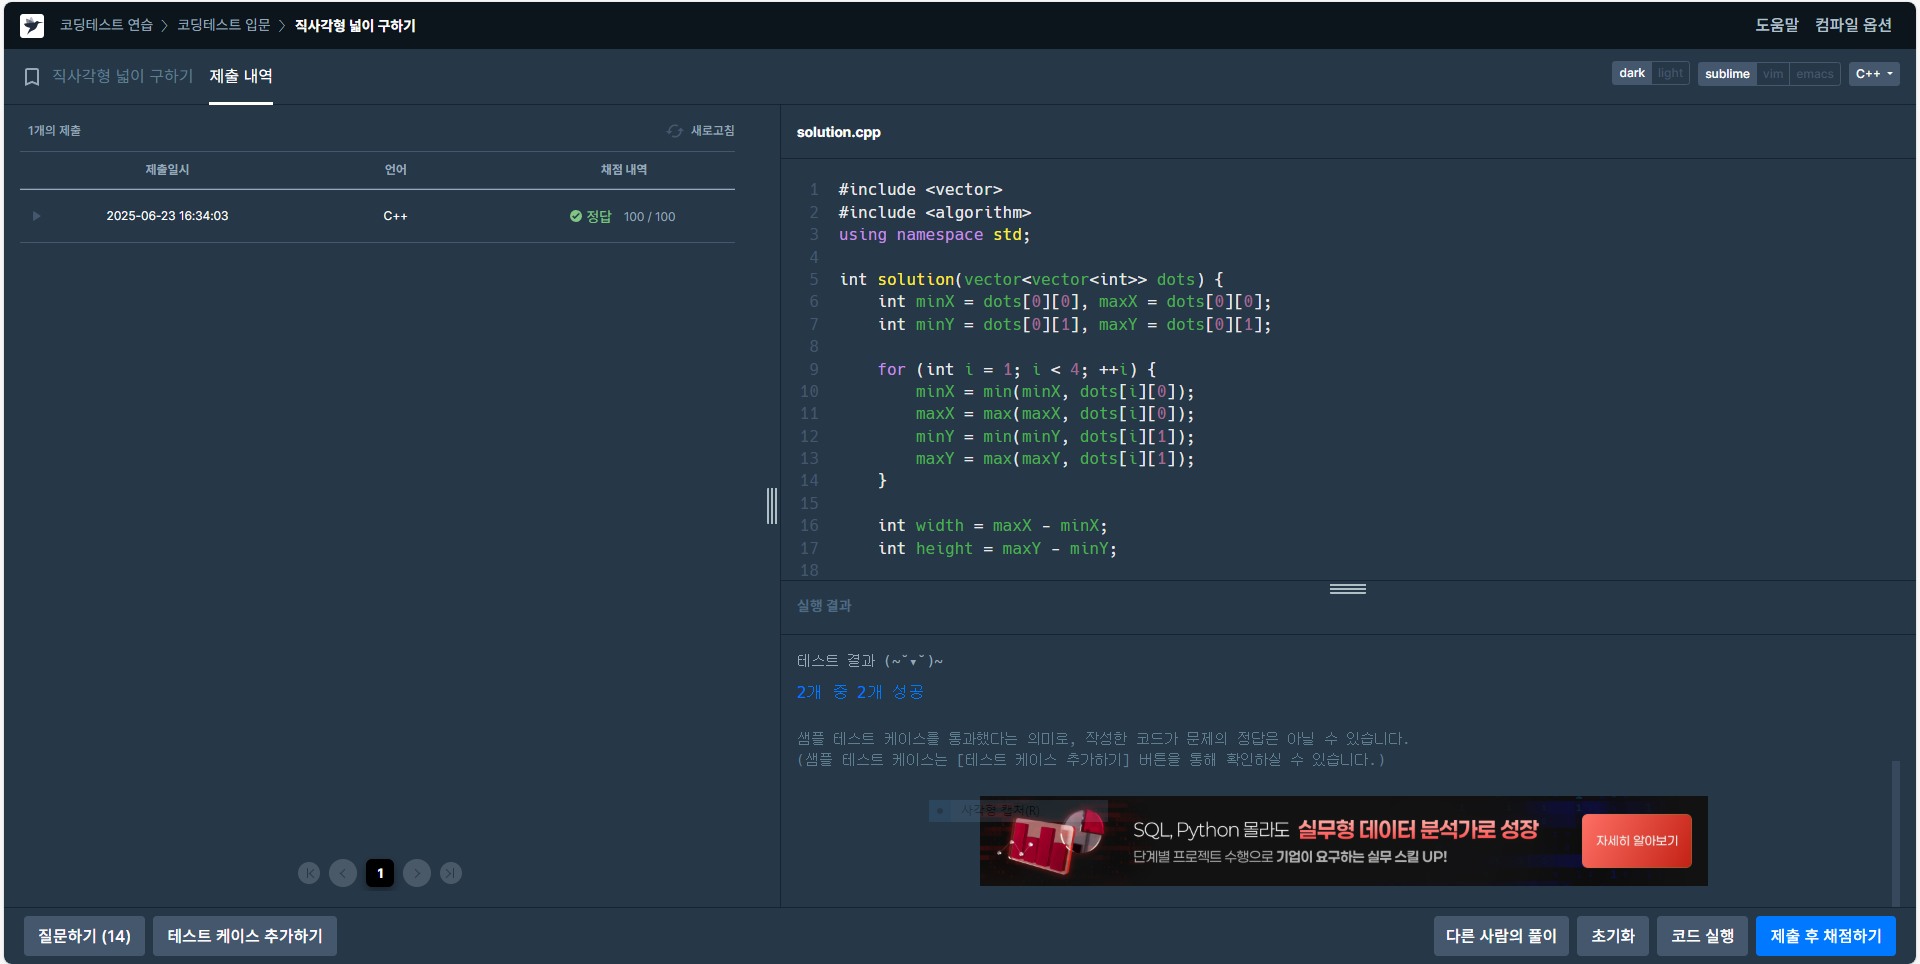 코딩테스트 연습 > 코딩테스트 입문 > 직사각형 넓이 구하기
도움말 컴파일 옵션
직사각형 넓이 구하기 제출 내역
dark light sublime vim emacs C++
1개의 제출
새로고침
제출일시 언어 채점 내역
2025-06-23 16:34:03 C++ 정답 100 / 100
solution.cpp
1 #include <vector>
2 #include <algorithm>
3 using namespace std;
4
5 int solution(vector<vector<int>> dots) {
6     int minX = dots[0][0], maxX = dots[0][0];
7     int minY = dots[0][1], maxY = dots[0][1];
8
9     for (int i = 1; i < 4; ++i) {
10         minX = min(minX, dots[i][0]);
11         maxX = max(maxX, dots[i][0]);
12         minY = min(minY, dots[i][1]);
13         maxY = max(maxY, dots[i][1]);
14     }
15
16     int width = maxX - minX;
17     int height = maxY - minY;
18
실행 결과
테스트 결과 (~˘▾˘)~
2개 중 2개 성공
샘플 테스트 케이스를 통과했다는 의미로, 작성한 코드가 문제의 정답은 아닐 수 있습니다.
(샘플 테스트 케이스는 [테스트 케이스 추가하기] 버튼을 통해 확인하실 수 있습니다.)
사각형 캡처(R)
SQL, Python 몰라도 실무형 데이터 분석가로 성장
단계별 프로젝트 수행으로 기업이 요구하는 실무 스킬 UP!
자세히 알아보기
1
질문하기 (14) 테스트 케이스 추가하기
다른 사람의 풀이 초기화 코드 실행 제출 후 채점하기